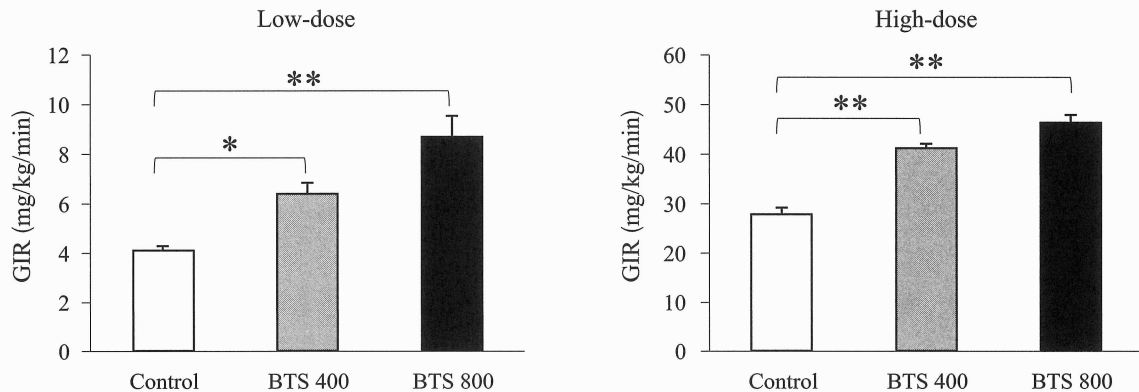 Low-dose
GIR (mg/kg/min)
12
10
8
6
4
2
0
**
*
Control
BTS 400
BTS 800
High-dose
GIR (mg/kg/min)
60
50
40
30
20
10
0
**
**
Control
BTS 400
BTS 800